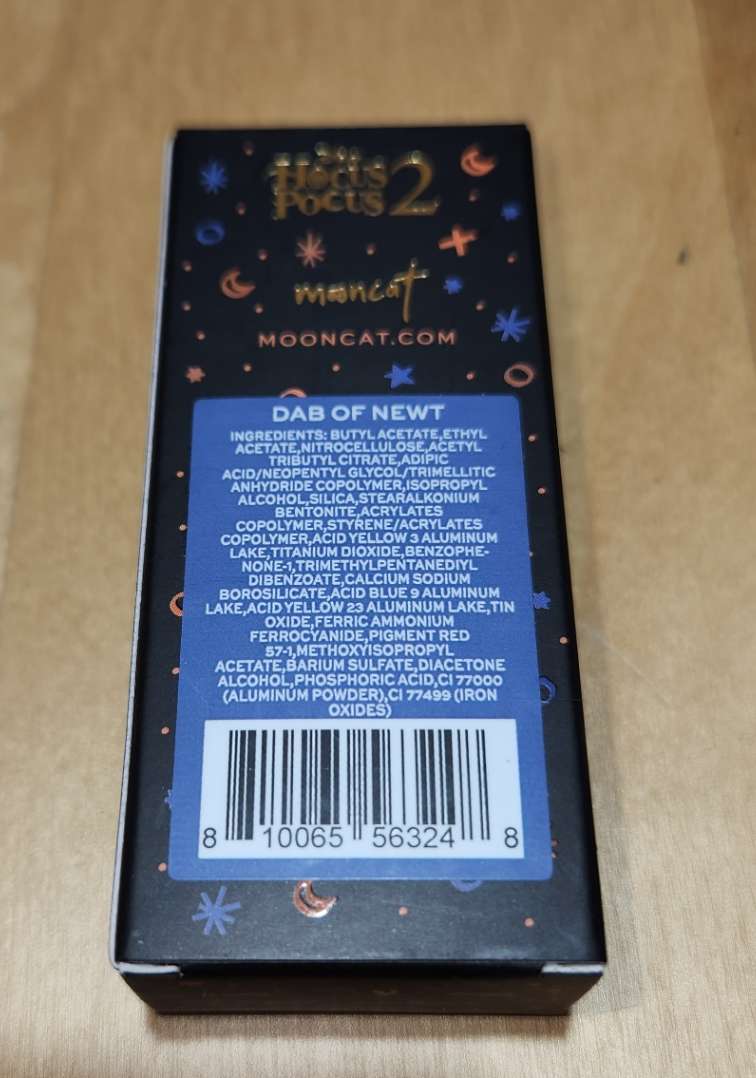 HOCUS
POCUS 2
mooncat
MOONCAT.COM
DAB OF NEWT
INGREDIENTS: BUTYL ACETATE,ETHYL
ACETATE,NITROCELLULOSE,ACETYL
TRIBUTYL CITRATE,ADIPIC
ACID/NEOPENTYL GLYCOL/TRIMELLITIC
ANHYDRIDE COPOLYMER,ISOPROPYL
ALCOHOL,SILICA,STEARALKONIUM
BENTONITE,ACRYLATES
COPOLYMER,STYRENE/ACRYLATES
COPOLYMER,ACID YELLOW 3 ALUMINUM
LAKE,TITANIUM DIOXIDE,BENZOPHE-
NONE-1,TRIMETHYLPENTANEDIYL
DIBENZOATE,CALCIUM SODIUM
BOROSILICATE,ACID BLUE 9 ALUMINUM
LAKE,ACID YELLOW 23 ALUMINUM LAKE,TIN
OXIDE,FERRIC AMMONIUM
FERROCYANIDE,PIGMENT RED
57-1,METHOXYISOPROPYL
ACETATE,BARIUM SULFATE,DIACETONE
ALCOHOL,PHOSPHORIC ACID,CI 77000
(ALUMINUM POWDER),CI 77499 (IRON
OXIDES)
8 10065 56324 8